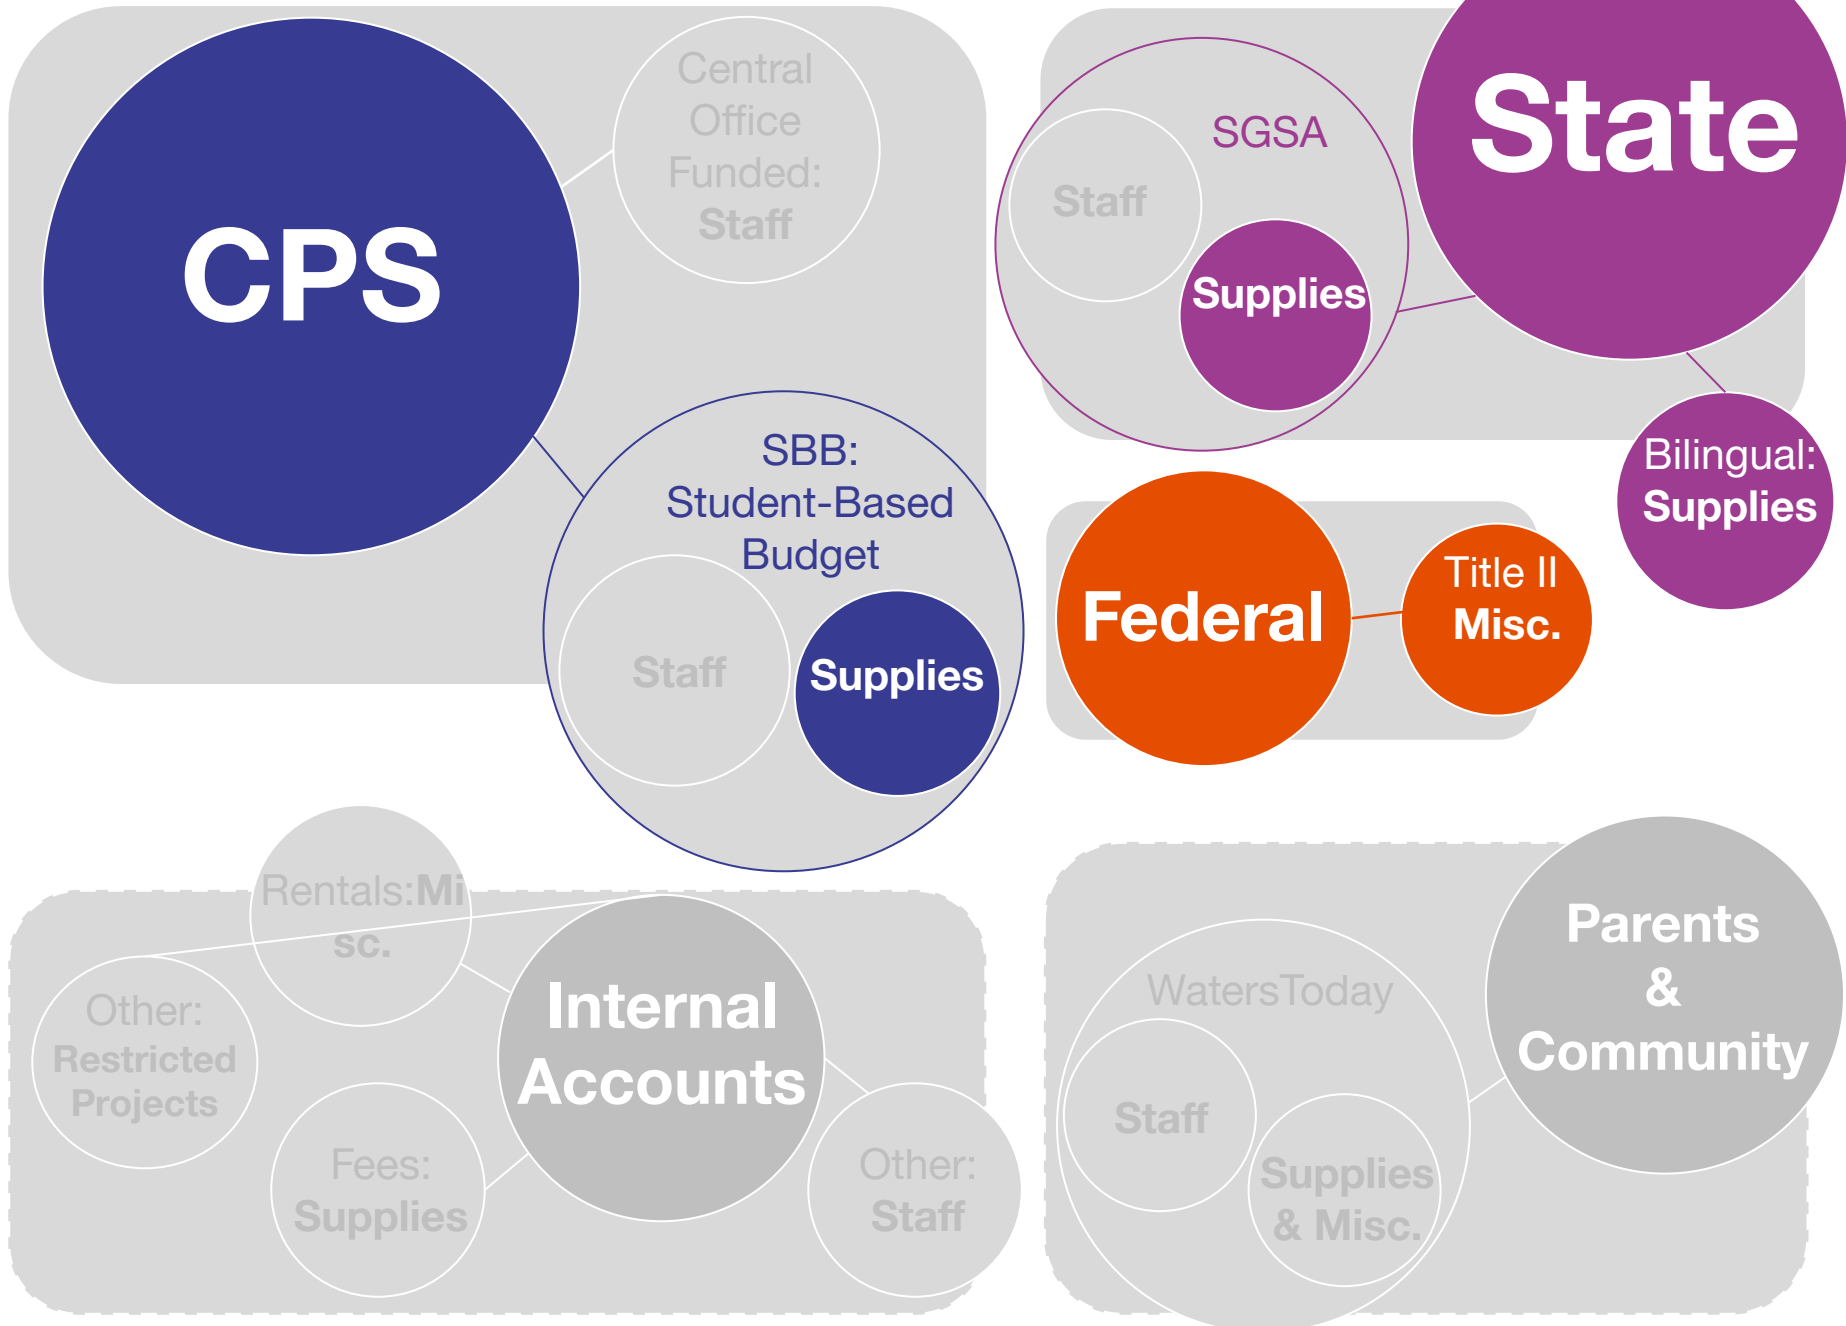 CPS
Central
Office
Funded:
Staff
SBB:
Student-Based
Budget
Staff
Supplies
State
SGSA
Staff
Supplies
Bilingual:
Supplies
Federal
Title II
Misc.
Rentals:Mi
sc.
Other:
Restricted
Projects
Internal
Accounts
Fees:
Supplies
Other:
Staff
Parents
&
Community
WatersToday
Staff
Supplies
& Misc.